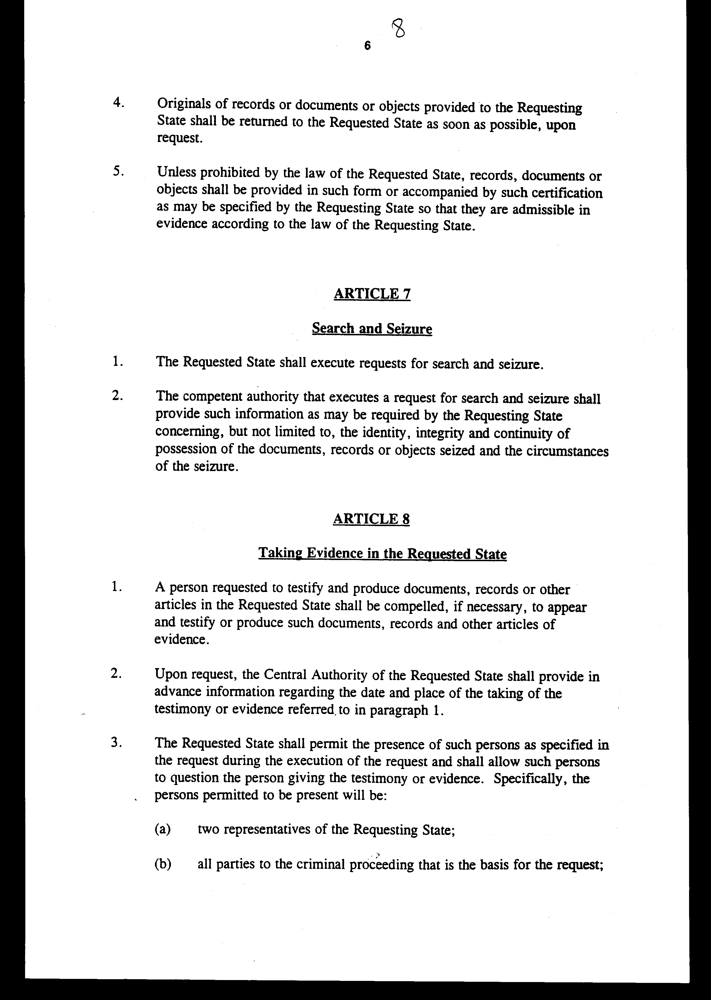 8
6
4. Originals of records or documents or objects provided to the Requesting
State shall be returned to the Requested State as soon as possible, upon
request.
5. Unless prohibited by the law of the Requested State, records, documents or
objects shall be provided in such form or accompanied by such certification
as may be specified by the Requesting State so that they are admissible in
evidence according to the law of the Requesting State.
ARTICLE 7
Search and Seizure
1. The Requested State shall execute requests for search and seizure.
2. The competent authority that executes a request for search and seizure shall
provide such information as may be required by the Requesting State
concerning, but not limited to, the identity, integrity and continuity of
possession of the documents, records or objects seized and the circumstances
of the seizure.
ARTICLE 8
Taking Evidence in the Requested State
1. A person requested to testify and produce documents, records or other
articles in the Requested State shall be compelled, if necessary, to appear
and testify or produce such documents, records and other articles of
evidence.
2. Upon request, the Central Authority of the Requested State shall provide in
advance information regarding the date and place of the taking of the
testimony or evidence referred to in paragraph 1.
3. The Requested State shall permit the presence of such persons as specified in
the request during the execution of the request and shall allow such persons
to question the person giving the testimony or evidence. Specifically, the
persons permitted to be present will be:
(a) two representatives of the Requesting State;
(b) all parties to the criminal proceeding that is the basis for the request;